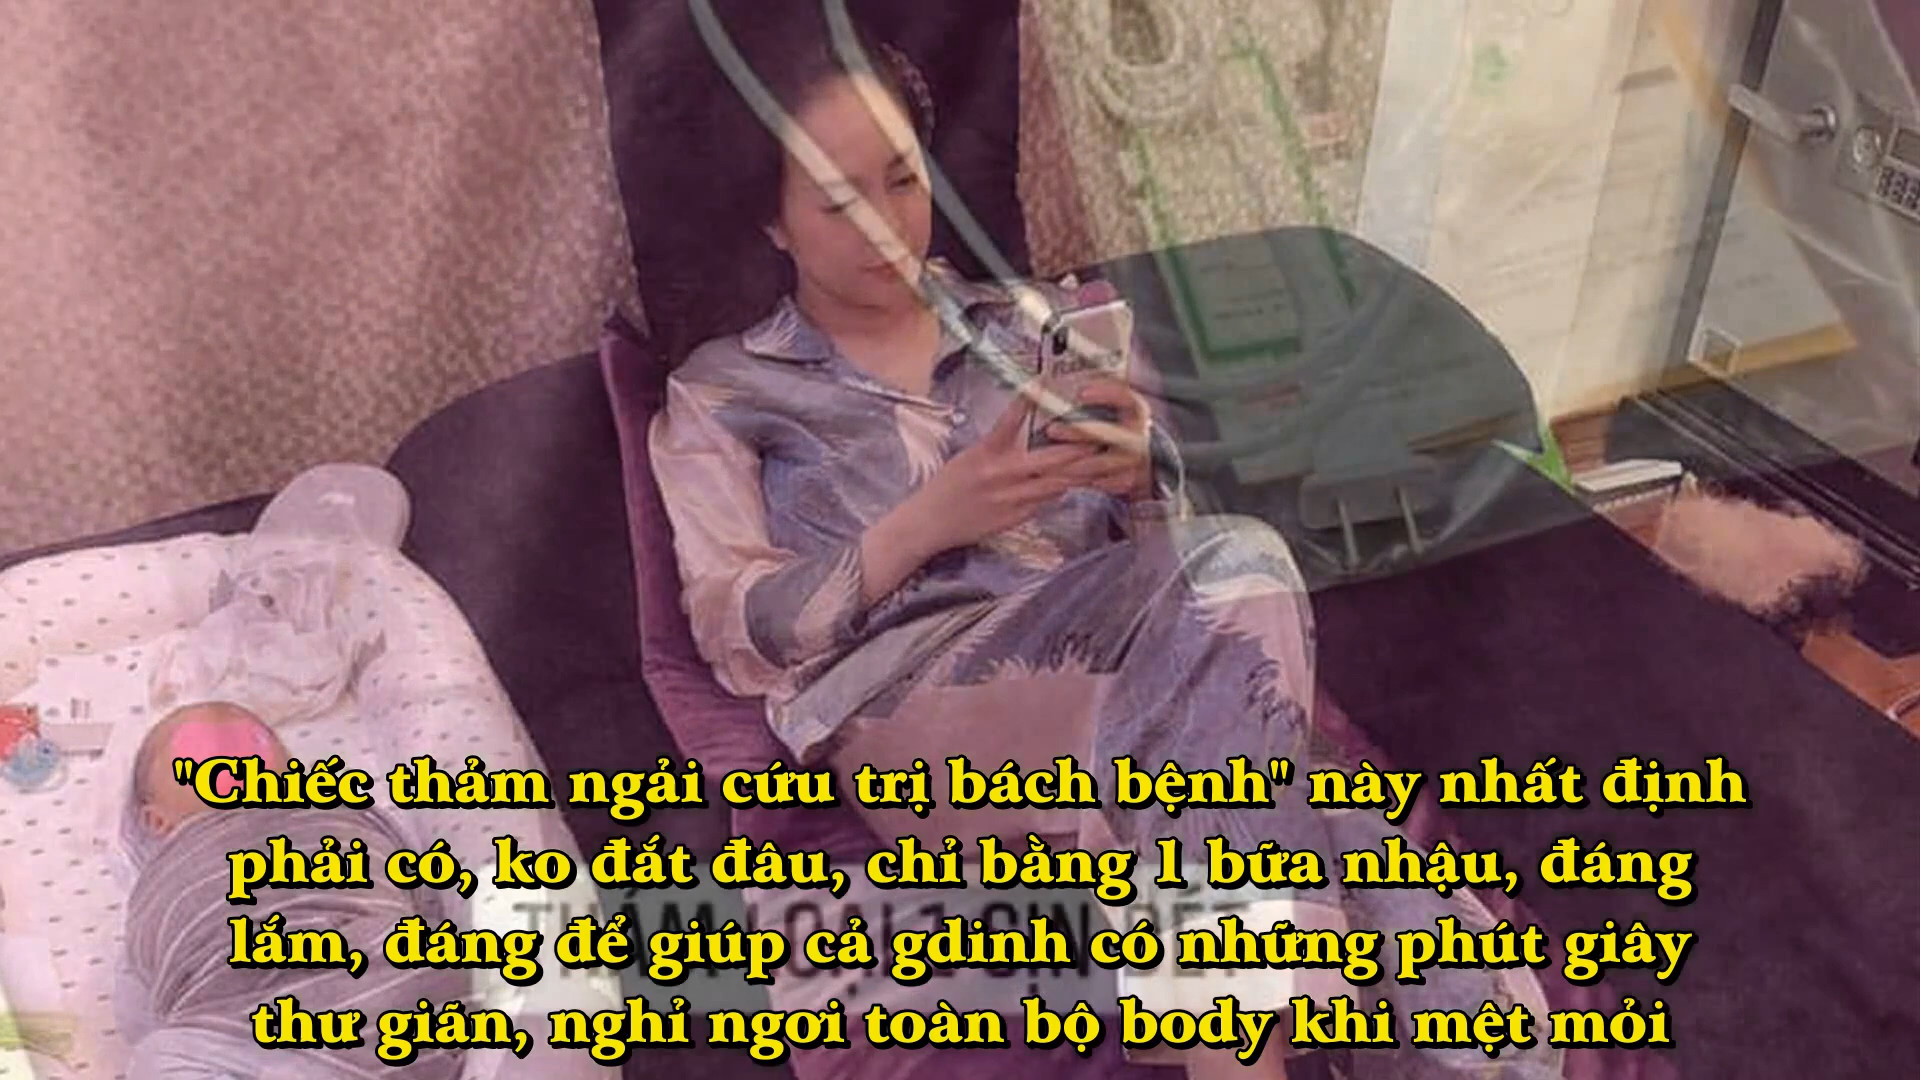 "Chiếc thảm ngải cứu trị bách bệnh" này nhất định
phải có, ko đắt đâu, chỉ bằng 1 bữa nhậu, đáng
lắm, đáng để giúp cả gdinh có những phút giây
thư giãn, nghỉ ngơi toàn bộ body khi mệt mỏi